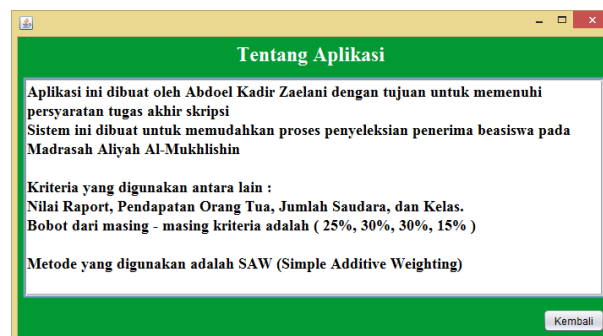 Tentang Aplikasi
Aplikasi ini dibuat oleh Abdoel Kadir Zaelani dengan tujuan untuk memenuhi
persyaratan tugas akhir skripsi
Sistem ini dibuat untuk memudahkan proses penyeleksian penerima beasiswa pada
Madrasah Aliyah Al-Mukhlishin
Kriteria yang digunakan antara lain :
Nilai Raport, Pendapatan Orang Tua, Jumlah Saudara, dan Kelas.
Bobot dari masing - masing kriteria adalah ( 25%, 30%, 30%, 15% )
Metode yang digunakan adalah SAW (Simple Additive Weighting)
Kembali